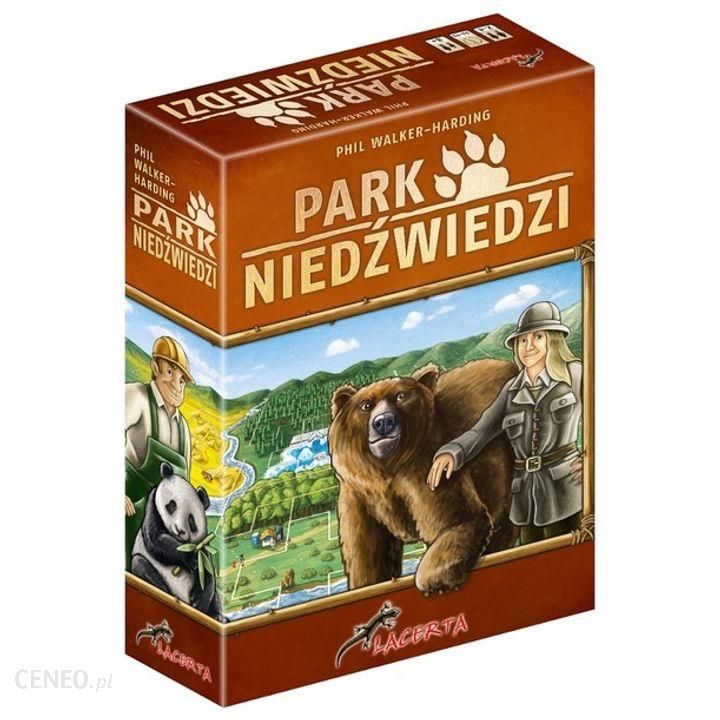 PARK
NIEDŹWIEDZI
PHIL WALKER-HARDING
LACERTA
PHIL WALKER-HARDING
PARK
NIEDŹWIEDZI
PHIL
WALKER-
HARDING
PARK
NIEDŹWIEDZI
LACERTA
LACERTA
CENEO.pl